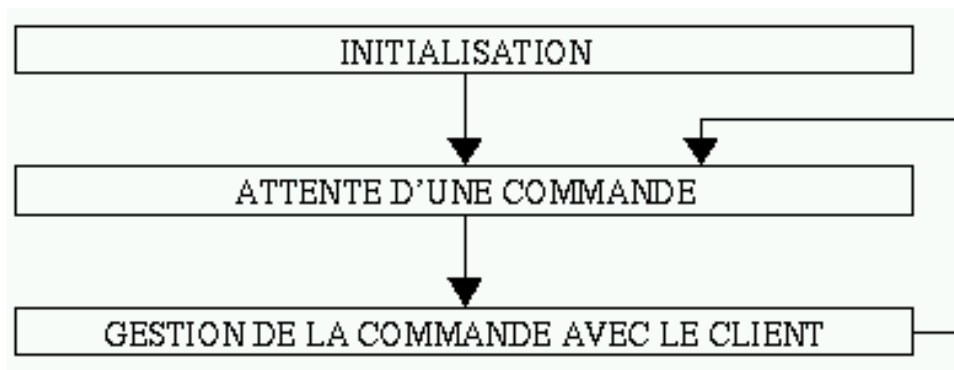 INITIALISATION
ATTENTE D'UNE COMMANDE
GESTION DE LA COMMANDE AVEC LE CLIENT